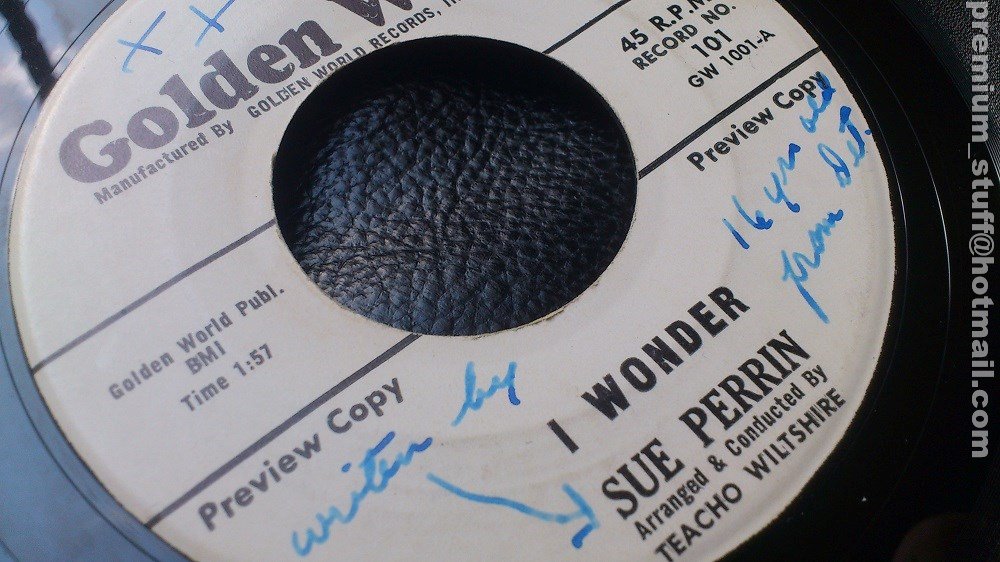 x x
Golden W
Manufactured By GOLDEN WORLD RECORDS, IN
45 R.P.M
RECORD NO.
101
GW 1001-A
Preview Copy
16 yrs old
from Det.
Golden World Publ.
BMI
Time 1:57
Preview Copy
written by
I WONDER
SUE PERRIN
Arranged & Conducted By
TEACHO WILTSHIRE
premium_stuff@hotmail.com